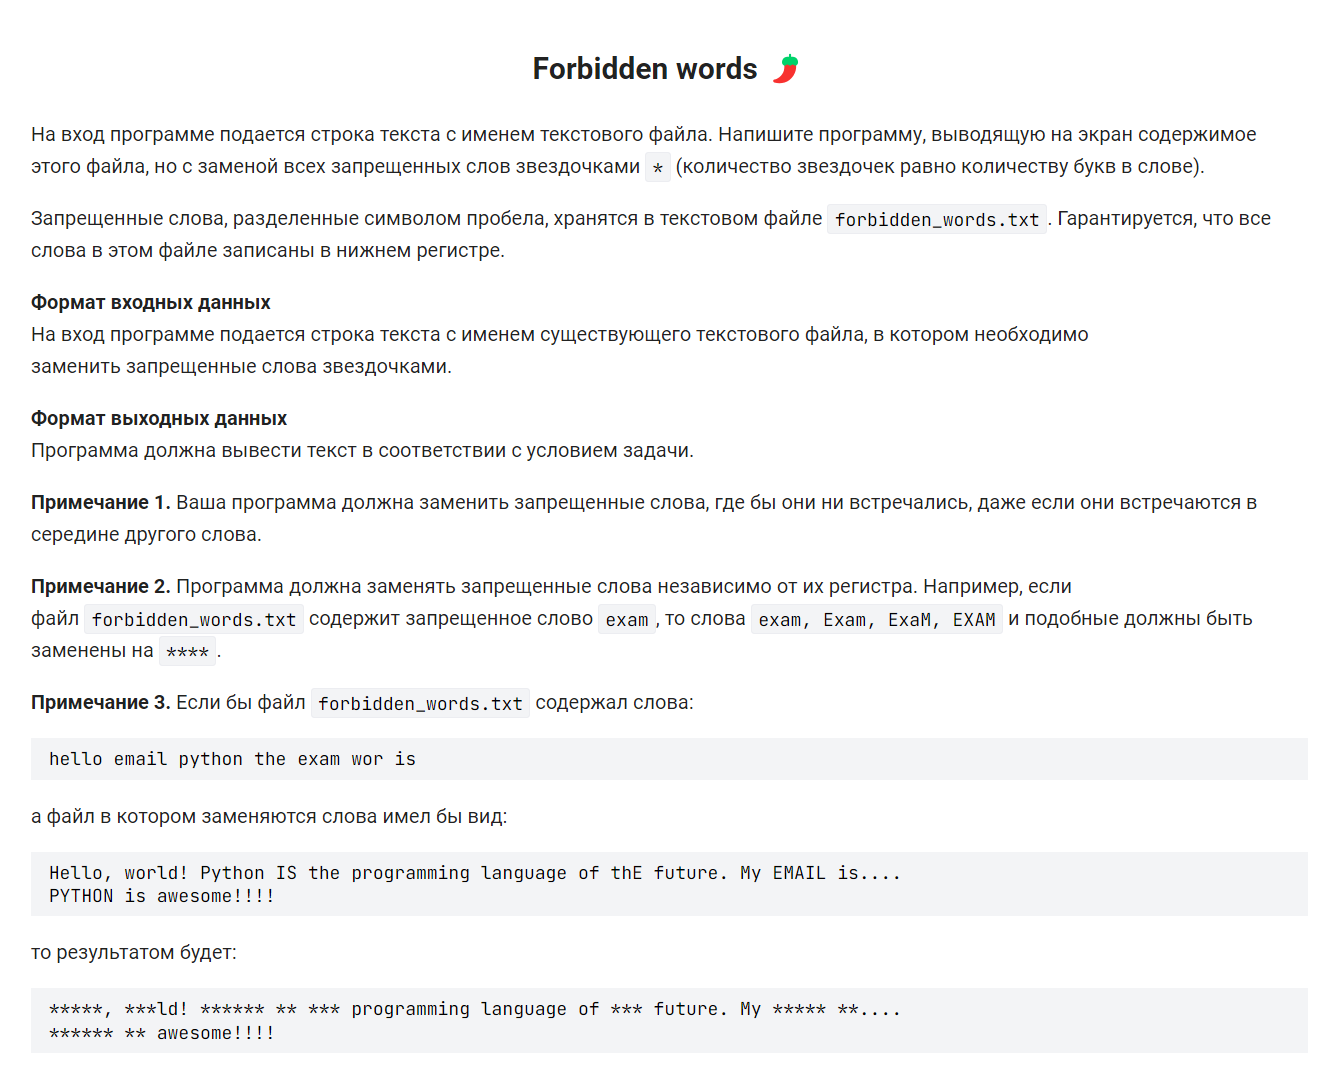 Forbidden words 🌶️
На вход программе подается строка текста с именем текстового файла. Напишите программу, выводящую на экран содержимое
этого файла, но с заменой всех запрещенных слов звездочками * (количество звездочек равно количеству букв в слове).
Запрещенные слова, разделенные символом пробела, хранятся в текстовом файле forbidden_words.txt. Гарантируется, что все
слова в этом файле записаны в нижнем регистре.
Формат входных данных
На вход программе подается строка текста с именем существующего текстового файла, в котором необходимо
заменить запрещенные слова звездочками.
Формат выходных данных
Программа должна вывести текст в соответствии с условием задачи.
Примечание 1. Ваша программа должна заменить запрещенные слова, где бы они ни встречались, даже если они встречаются в
середине другого слова.
Примечание 2. Программа должна заменять запрещенные слова независимо от их регистра. Например, если
файл forbidden_words.txt содержит запрещенное слово exam, то слова exam, Exam, ExaM, EXAM и подобные должны быть
заменены на ****.
Примечание 3. Если бы файл forbidden_words.txt содержал слова:
hello email python the exam wor is
а файл в котором заменяются слова имел бы вид:
Hello, world! Python IS the programming language of thE future. My EMAIL is....
PYTHON is awesome!!!!
то результатом будет:
*****, ***ld! ****** ** *** programming language of *** future. My ***** **....
****** ** awesome!!!!